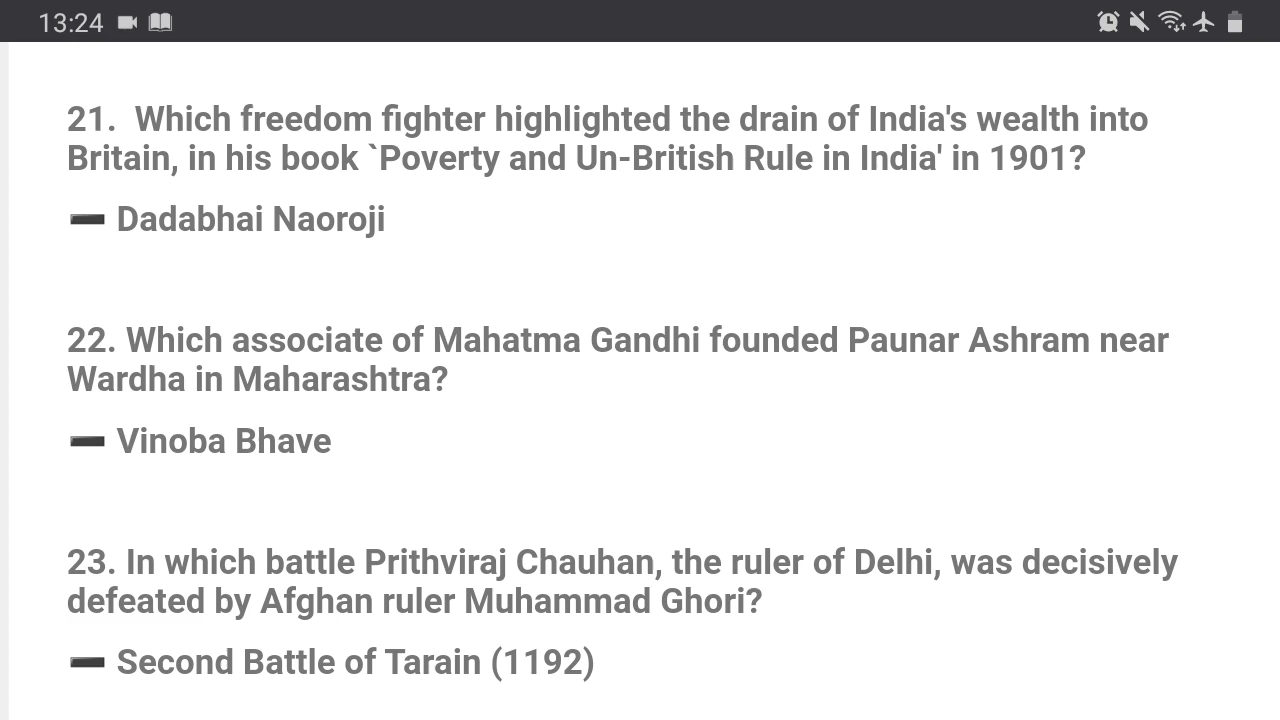 13:24
21.  Which freedom fighter highlighted the drain of India's wealth into
Britain, in his book `Poverty and Un-British Rule in India' in 1901?
➖ Dadabhai Naoroji
22. Which associate of Mahatma Gandhi founded Paunar Ashram near
Wardha in Maharashtra?
➖ Vinoba Bhave
23. In which battle Prithviraj Chauhan, the ruler of Delhi, was decisively
defeated by Afghan ruler Muhammad Ghori?
➖ Second Battle of Tarain (1192)